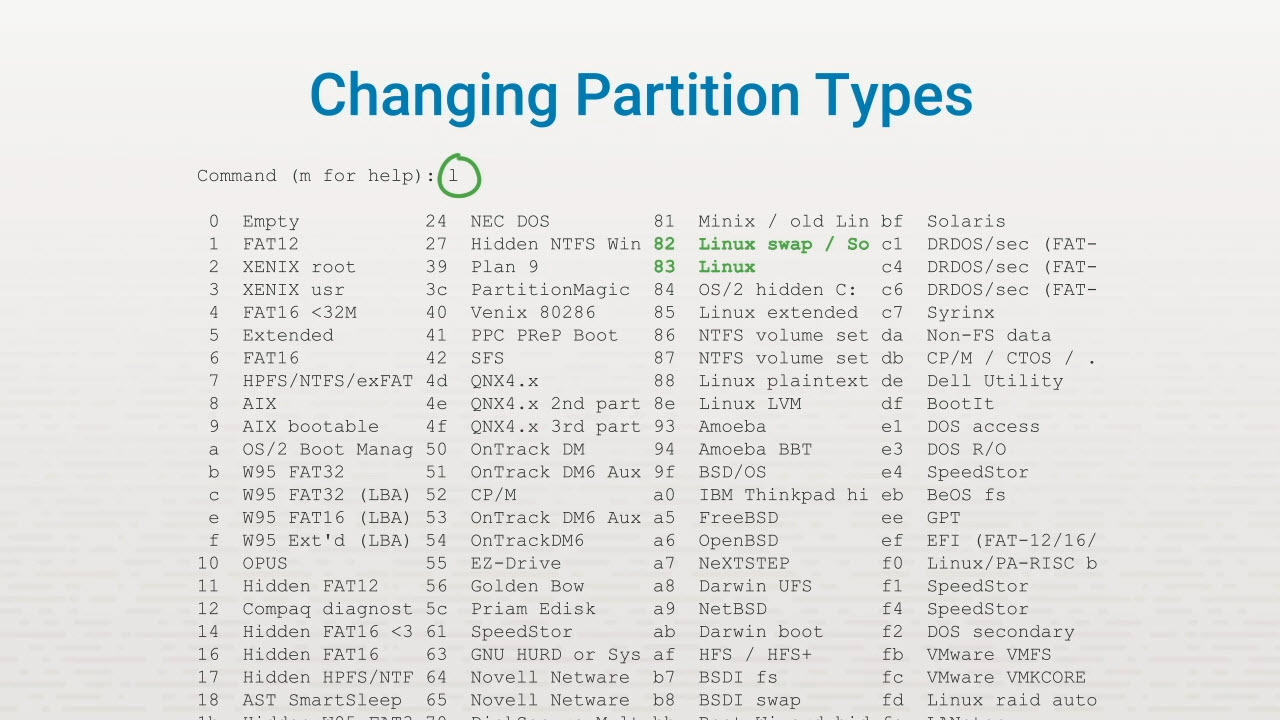 Changing Partition Types
Command (m for help): l
0 Empty 24 NEC DOS 81 Minix / old Lin bf Solaris
1 FAT12 27 Hidden NTFS Win 82 Linux swap / So c1 DRDOS/sec (FAT-
2 XENIX root 39 Plan 9 83 Linux c4 DRDOS/sec (FAT-
3 XENIX usr 3c PartitionMagic 84 OS/2 hidden C: c6 DRDOS/sec (FAT-
4 FAT16 <32M 40 Venix 80286 85 Linux extended c7 Syrinx
5 Extended 41 PPC PReP Boot 86 NTFS volume set da Non-FS data
6 FAT16 42 SFS 87 NTFS volume set db CP/M / CTOS / .
7 HPFS/NTFS/exFAT 4d QNX4.x 88 Linux plaintext de Dell Utility
8 AIX 4e QNX4.x 2nd part 8e Linux LVM df BootIt
9 AIX bootable 4f QNX4.x 3rd part 93 Amoeba e1 DOS access
a OS/2 Boot Manag 50 OnTrack DM 94 Amoeba BBT e3 DOS R/O
b W95 FAT32 51 OnTrack DM6 Aux 9f BSD/OS e4 SpeedStor
c W95 FAT32 (LBA) 52 CP/M a0 IBM Thinkpad hi eb BeOS fs
e W95 FAT16 (LBA) 53 OnTrack DM6 Aux a5 FreeBSD ee GPT
f W95 Ext'd (LBA) 54 OnTrackDM6 a6 OpenBSD ef EFI (FAT-12/16/
10 OPUS 55 EZ-Drive a7 NeXTSTEP f0 Linux/PA-RISC b
11 Hidden FAT12 56 Golden Bow a8 Darwin UFS f1 SpeedStor
12 Compaq diagnost 5c Priam Edisk a9 NetBSD f4 SpeedStor
14 Hidden FAT16 <3 61 SpeedStor ab Darwin boot f2 DOS secondary
16 Hidden FAT16 63 GNU HURD or Sys af HFS / HFS+ fb VMware VMFS
17 Hidden HPFS/NTF 64 Novell Netware b7 BSDI fs fc VMware VMKCORE
18 AST SmartSleep 65 Novell Netware b8 BSDI swap fd Linux raid auto